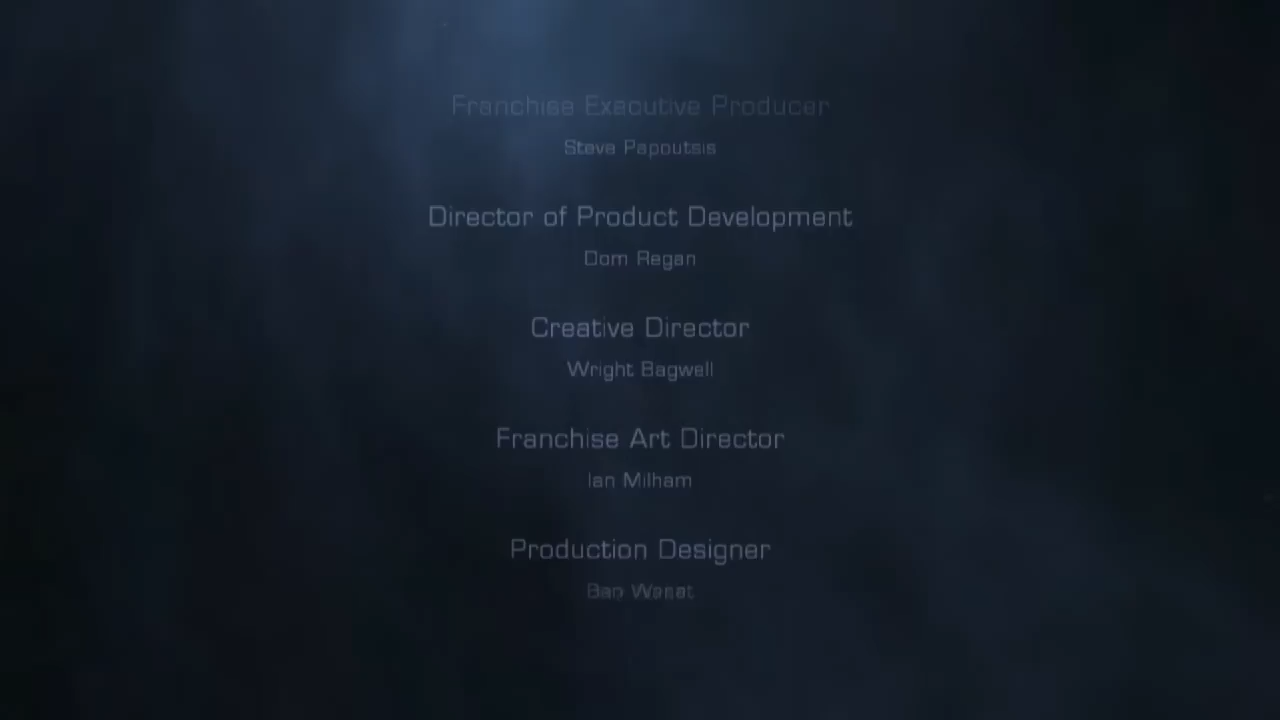 Franchise Executive Producer
Steve Papoutsis
Director of Product Development
Dom Regan
Creative Director
Wright Bagwell
Franchise Art Director
Ian Milham
Production Designer
Ben Wanat